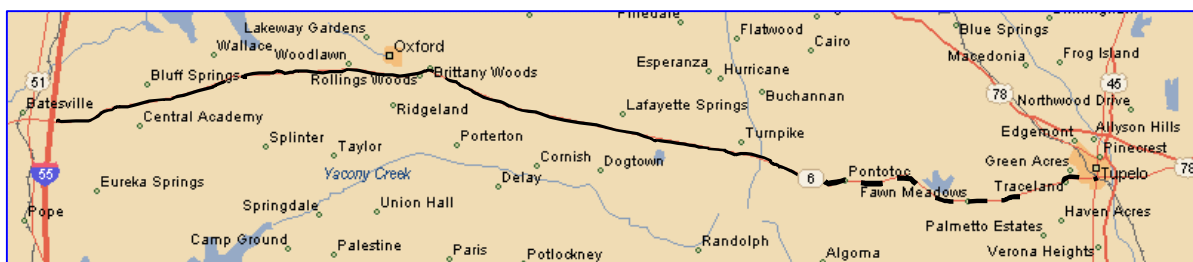 Pinedale
Birmingham
Lakeway Gardens
Flatwood
Blue Springs
Wallace
Woodlawn
Oxford
Cairo
Macedonia
Frog Island
51
Bluff Springs
Rollings Woods
Brittany Woods
Esperanza
Hurricane
45
Batesville
Ridgeland
Lafayette Springs
Buchannan
78
Northwood Drive
Central Academy
Splinter
Porterton
Turnpike
Edgemont
Allyson Hills
Taylor
Cornish
Dogtown
Pinecrest
Green Acres
55
Yacony Creek
Delay
6
Pontotoc
Tupelo
78
Eureka Springs
Fawn Meadows
Traceland
Pope
Springdale
Union Hall
Haven Acres
Palmetto Estates
Camp Ground
Palestine
Paris
Potlockney
Randolph
Algoma
Verona Heights